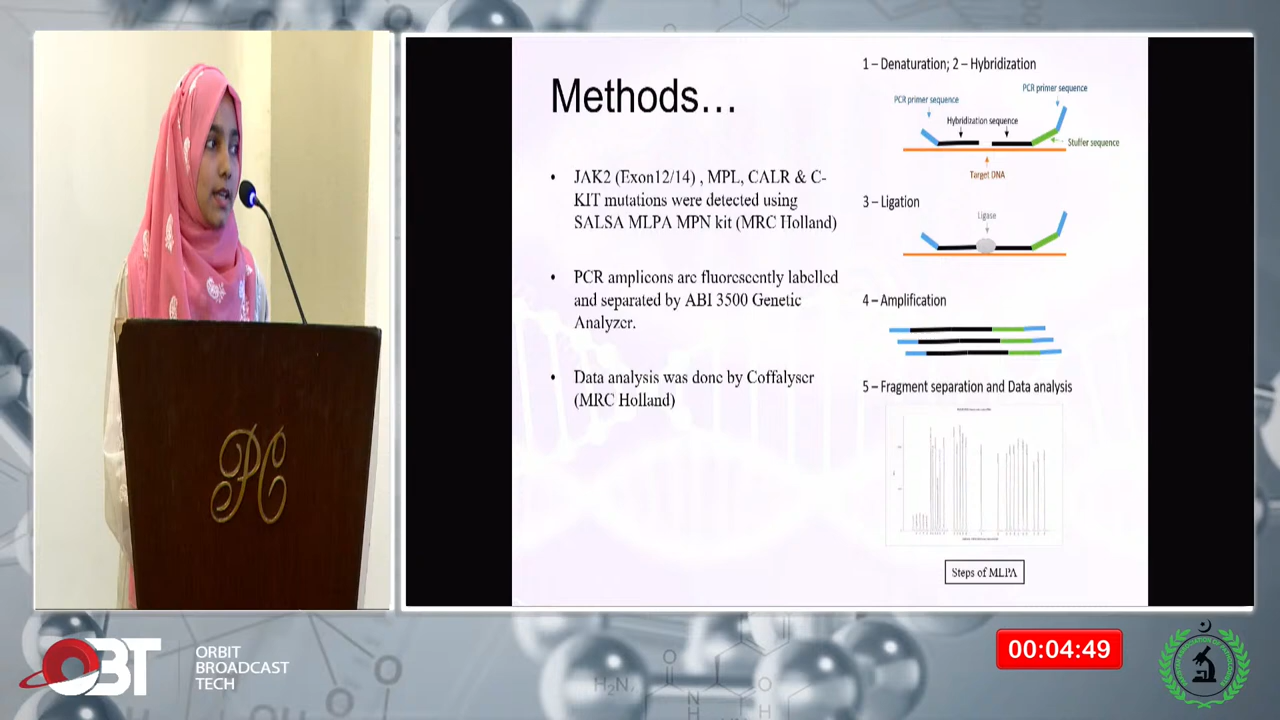 Methods…
• JAK2 (Exon12/14) , MPL, CALR & C-
KIT mutations were detected using
SALSA MLPA MPN kit (MRC Holland)
• PCR amplicons are fluorescently labelled
and separated by ABI 3500 Genetic
Analyzer.
• Data analysis was done by Coffalyser
(MRC Holland)
1 – Denaturation; 2 – Hybridization
PCR primer sequence
PCR primer sequence
Hybridization sequence
Stuffer sequence
Target DNA
3 – Ligation
Ligase
4 – Amplification
5 – Fragment separation and Data analysis
Steps of MLPA
PC
OBT
ORBIT
BROADCAST
TECH
00:04:49
H₂N
N
H
O
O